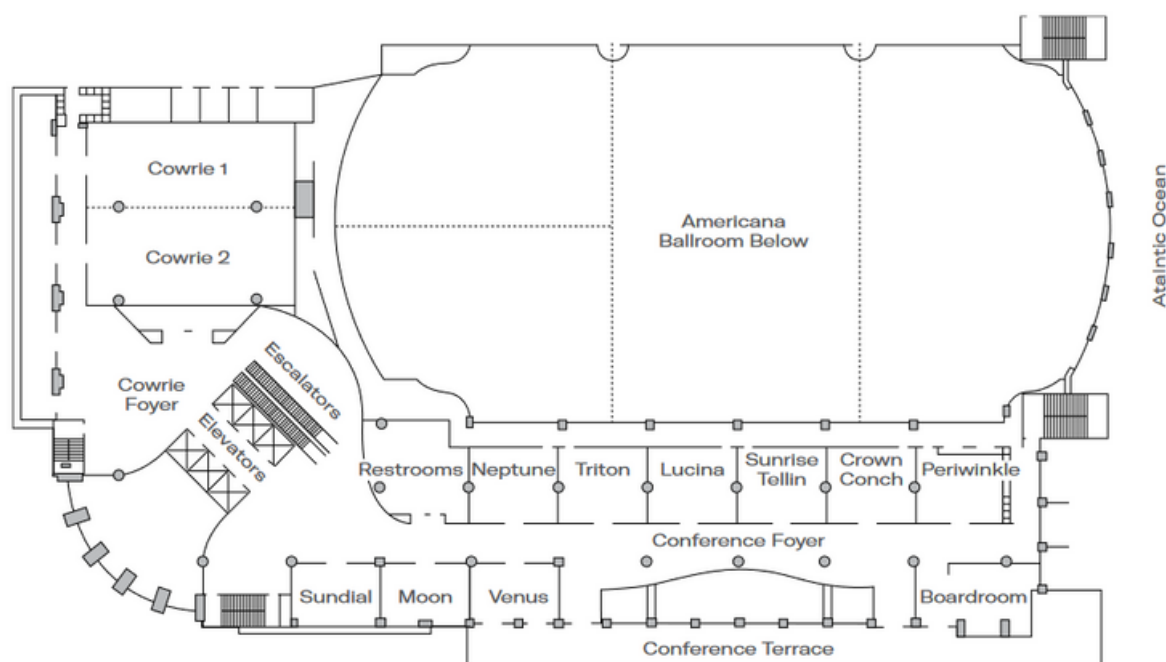 Cowrie 1
Cowrie 2
Americana
Ballroom Below
Atalntic Ocean
Cowrie
Foyer
Escalators
Elevators
Restrooms
Neptune
Triton
Lucina
Sunrise
Tellin
Crown
Conch
Periwinkle
Conference Foyer
Sundial
Moon
Venus
Boardroom
Conference Terrace